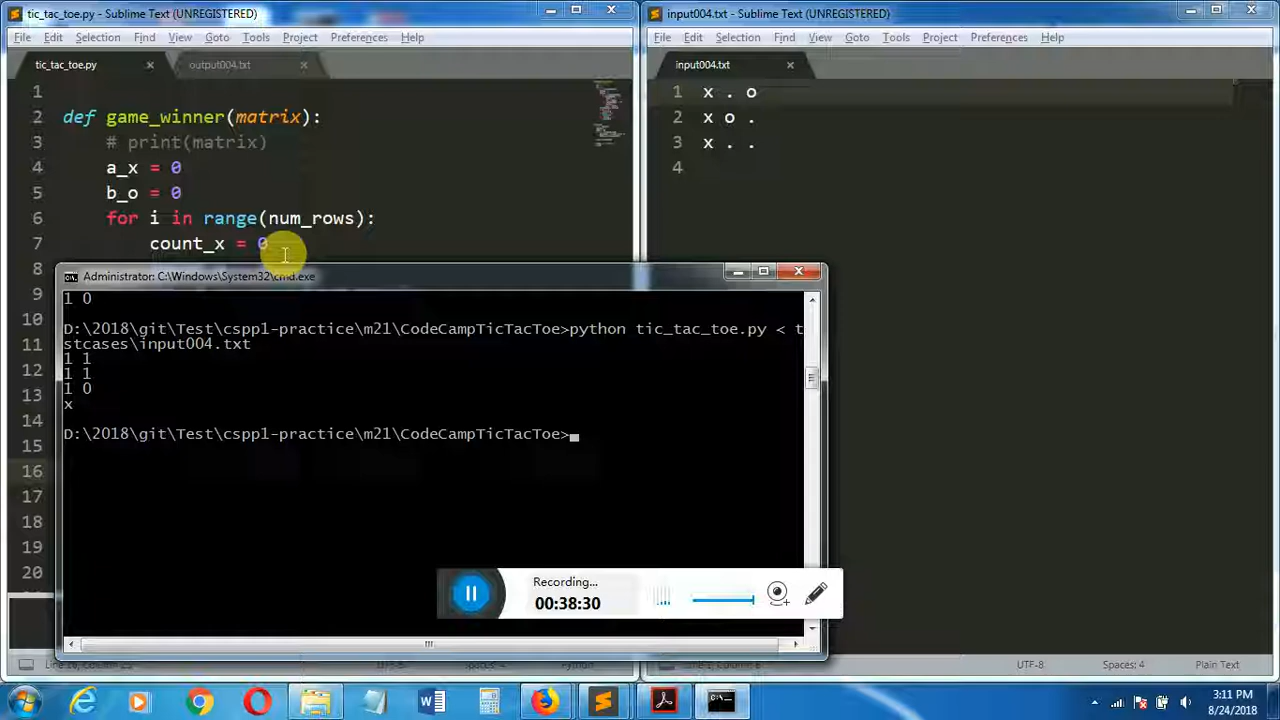 tic_tac_toe.py - Sublime Text (UNREGISTERED)
File Edit Selection Find View Goto Tools Project Preferences Help
tic_tac_toe.py output004.txt
1
2 def game_winner(matrix):
3 # print(matrix)
4 a_x = 0
5 b_o = 0
6 for i in range(num_rows):
7 count_x = 0
8
9
10
11
12
13
14
15
16
17
18
19
20
input004.txt - Sublime Text (UNREGISTERED)
File Edit Selection Find View Goto Tools Project Preferences Help
input004.txt
1 x . o
2 x o .
3 x . .
4
Administrator: C:\Windows\System32\cmd.exe
1 0
D:\2018\git\Test\cspp1-practice\m21\CodeCampTicTacToe>python tic_tac_toe.py < t
stcases\input004.txt
1 1
1 1
1 0
x
D:\2018\git\Test\cspp1-practice\m21\CodeCampTicTacToe>
Recording...
00:38:30
UTF-8 Spaces: 4 Plain Text
3:11 PM
8/24/2018